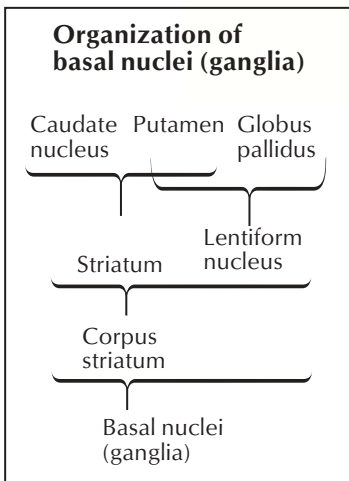 Organization of
basal nuclei (ganglia)
Caudate Putamen Globus
nucleus pallidus
Lentiform
Striatum nucleus
Corpus
striatum
Basal nuclei
(ganglia)